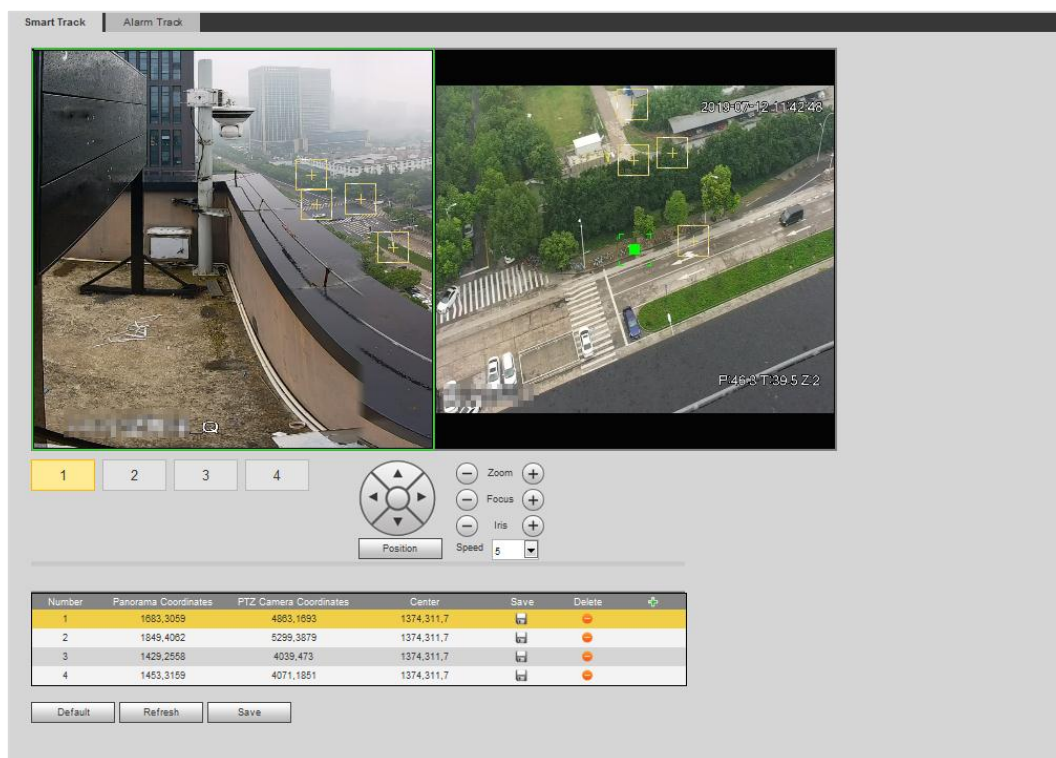 Smart Track Alarm Track
2019-07-12 11:42:48
P:46.8 T:39.5 Z:2
1 2 3 4
Zoom
Focus
Iris
Position Speed 5
Number Panorama Coordinates PTZ Camera Coordinates Center Save Delete
1 1683,3059 4863,1693 1374,311,7
2 1849,4062 5299,3879 1374,311,7
3 1429,2558 4039,473 1374,311,7
4 1453,3159 4071,1851 1374,311,7
Default Refresh Save